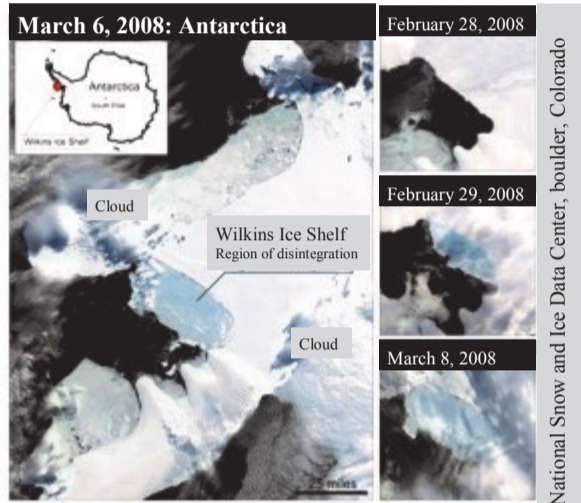 March 6, 2008: Antarctica
Antarctica
South Pole
Wilkins Ice Shelf
Cloud
Wilkins Ice Shelf
Region of disintegration
Cloud
25 miles
February 28, 2008
February 29, 2008
March 8, 2008
National Snow and Ice Data Center, boulder, Colorado